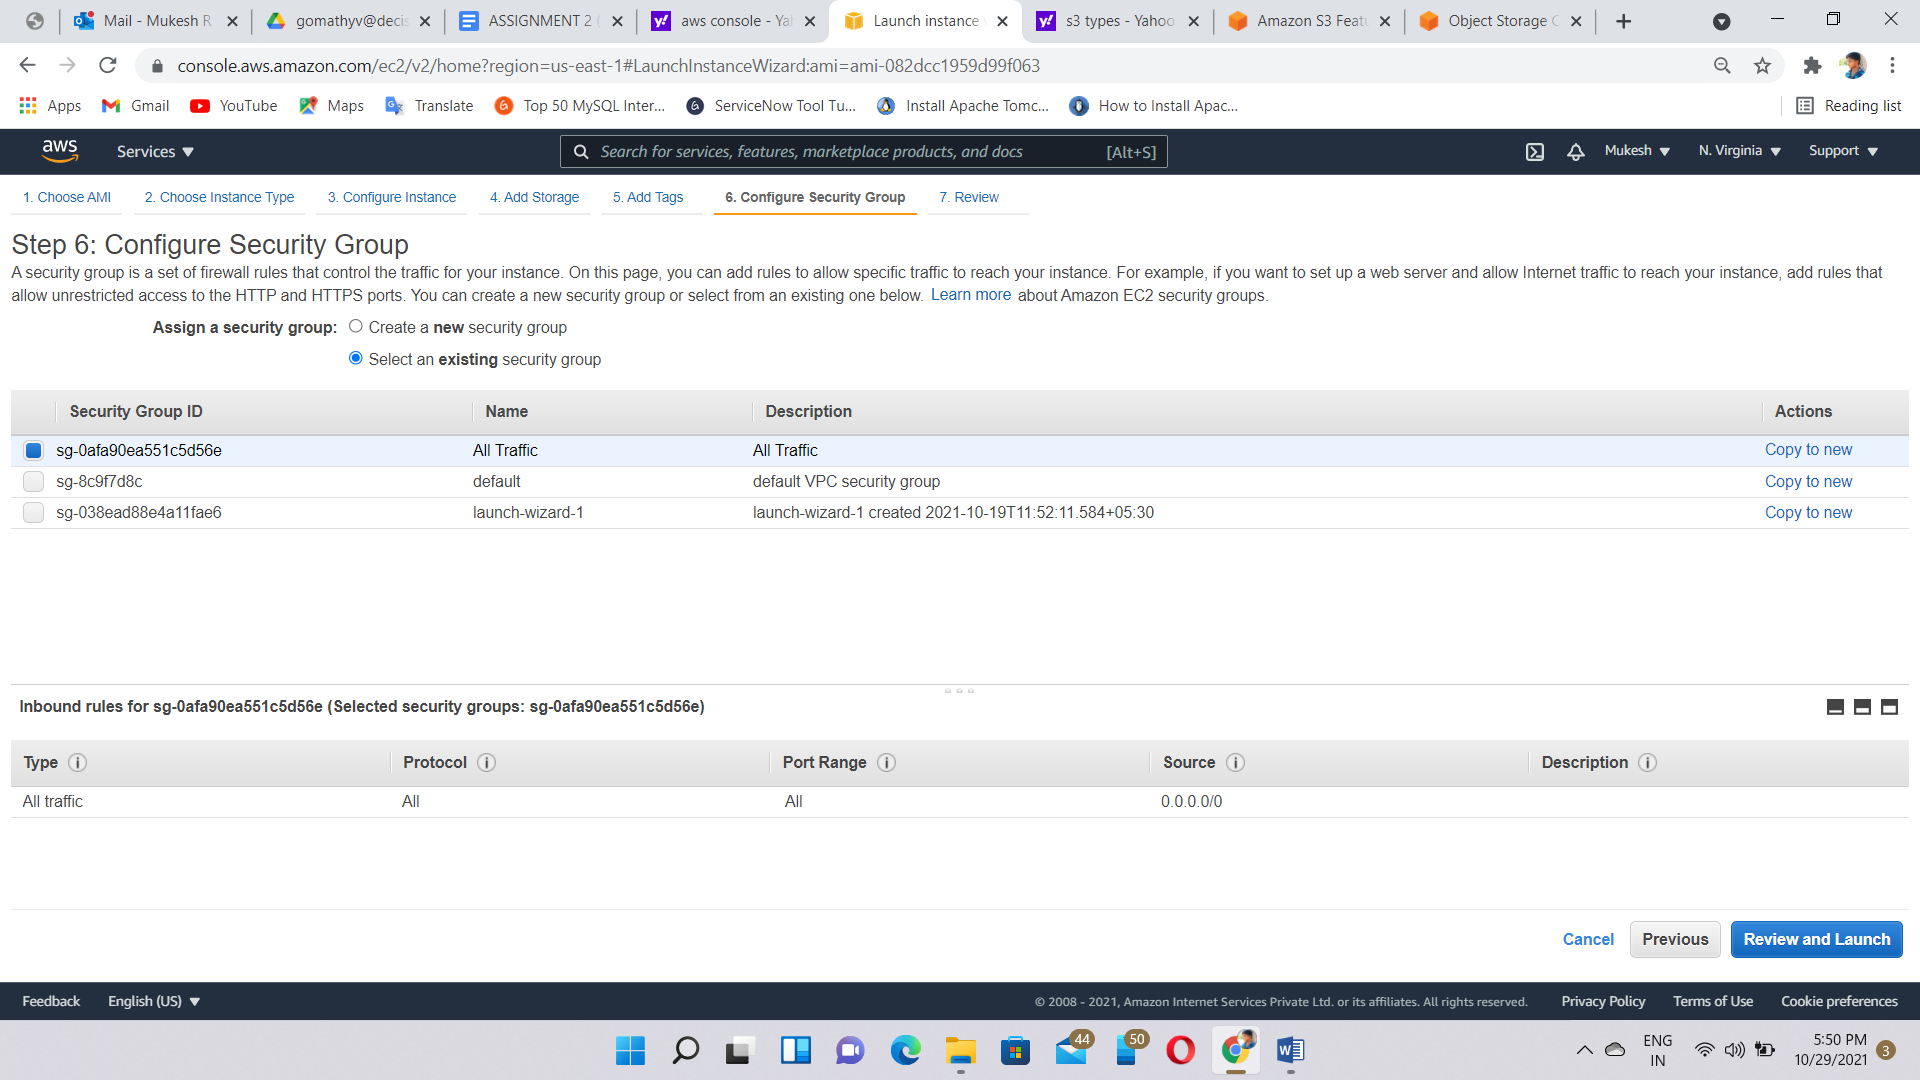 Mail - Mukesh R
gomathyv@decis
ASSIGNMENT 2 (
aws console - Ya
Launch instance
s3 types - Yahoo
Amazon S3 Featu
Object Storage C
console.aws.amazon.com/ec2/v2/home?region=us-east-1#LaunchInstanceWizard:ami=ami-082dcc1959d99f063
Apps Gmail YouTube Maps Translate Top 50 MySQL Inter... ServiceNow Tool Tu... Install Apache Tomc... How to Install Apac... Reading list
aws Services Search for services, features, marketplace products, and docs [Alt+S] Mukesh N. Virginia Support
1. Choose AMI 2. Choose Instance Type 3. Configure Instance 4. Add Storage 5. Add Tags 6. Configure Security Group 7. Review
Step 6: Configure Security Group
A security group is a set of firewall rules that control the traffic for your instance. On this page, you can add rules to allow specific traffic to reach your instance. For example, if you want to set up a web server and allow Internet traffic to reach your instance, add rules that
allow unrestricted access to the HTTP and HTTPS ports. You can create a new security group or select from an existing one below. Learn more about Amazon EC2 security groups.
Assign a security group: Create a new security group
Select an existing security group
Security Group ID Name Description Actions
sg-0afa90ea551c5d56e All Traffic All Traffic Copy to new
sg-8c9f7d8c default default VPC security group Copy to new
sg-038ead88e4a11fae6 launch-wizard-1 launch-wizard-1 created 2021-10-19T11:52:11.584+05:30 Copy to new
Inbound rules for sg-0afa90ea551c5d56e (Selected security groups: sg-0afa90ea551c5d56e)
Type Protocol Port Range Source Description
All traffic All All 0.0.0.0/0
Cancel Previous Review and Launch
Feedback English (US) © 2008 - 2021, Amazon Internet Services Private Ltd. or its affiliates. All rights reserved. Privacy Policy Terms of Use Cookie preferences
44 50
ENG
IN
5:50 PM
10/29/2021
3